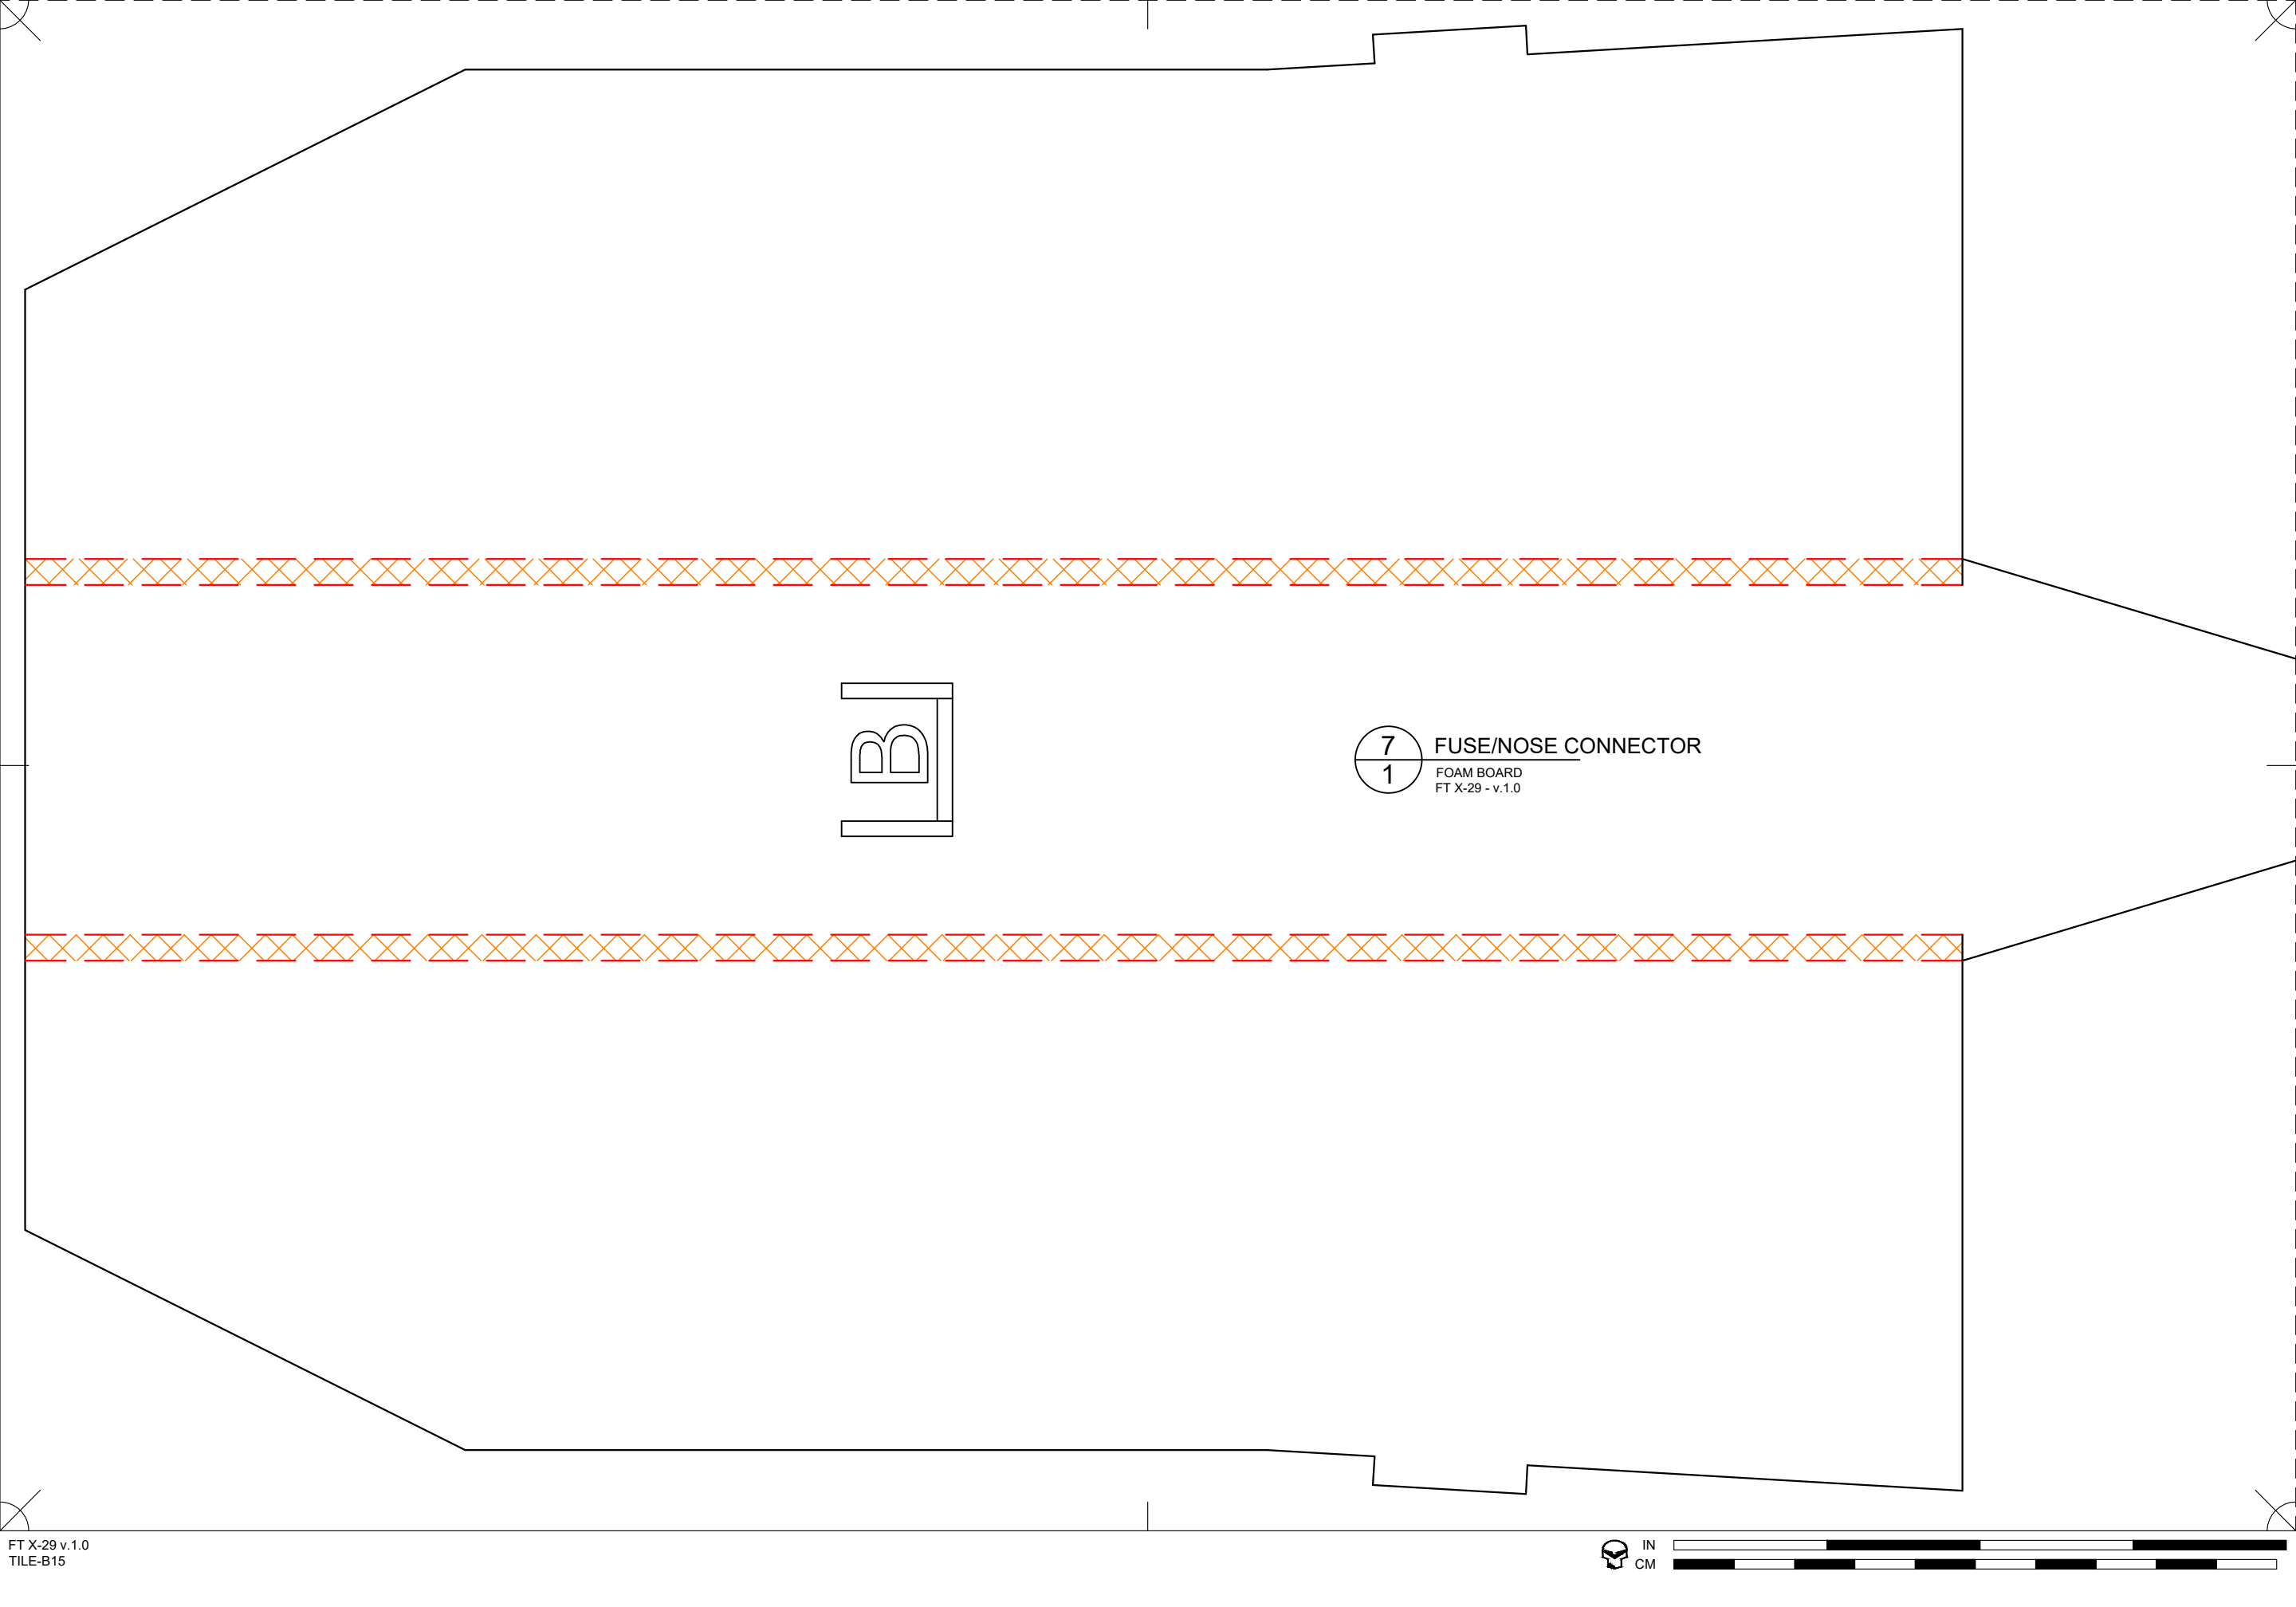 B
7
1
FUSE/NOSE CONNECTOR
FOAM BOARD
FT X-29 - v.1.0
FT X-29 v.1.0
TILE-B15
IN
CM